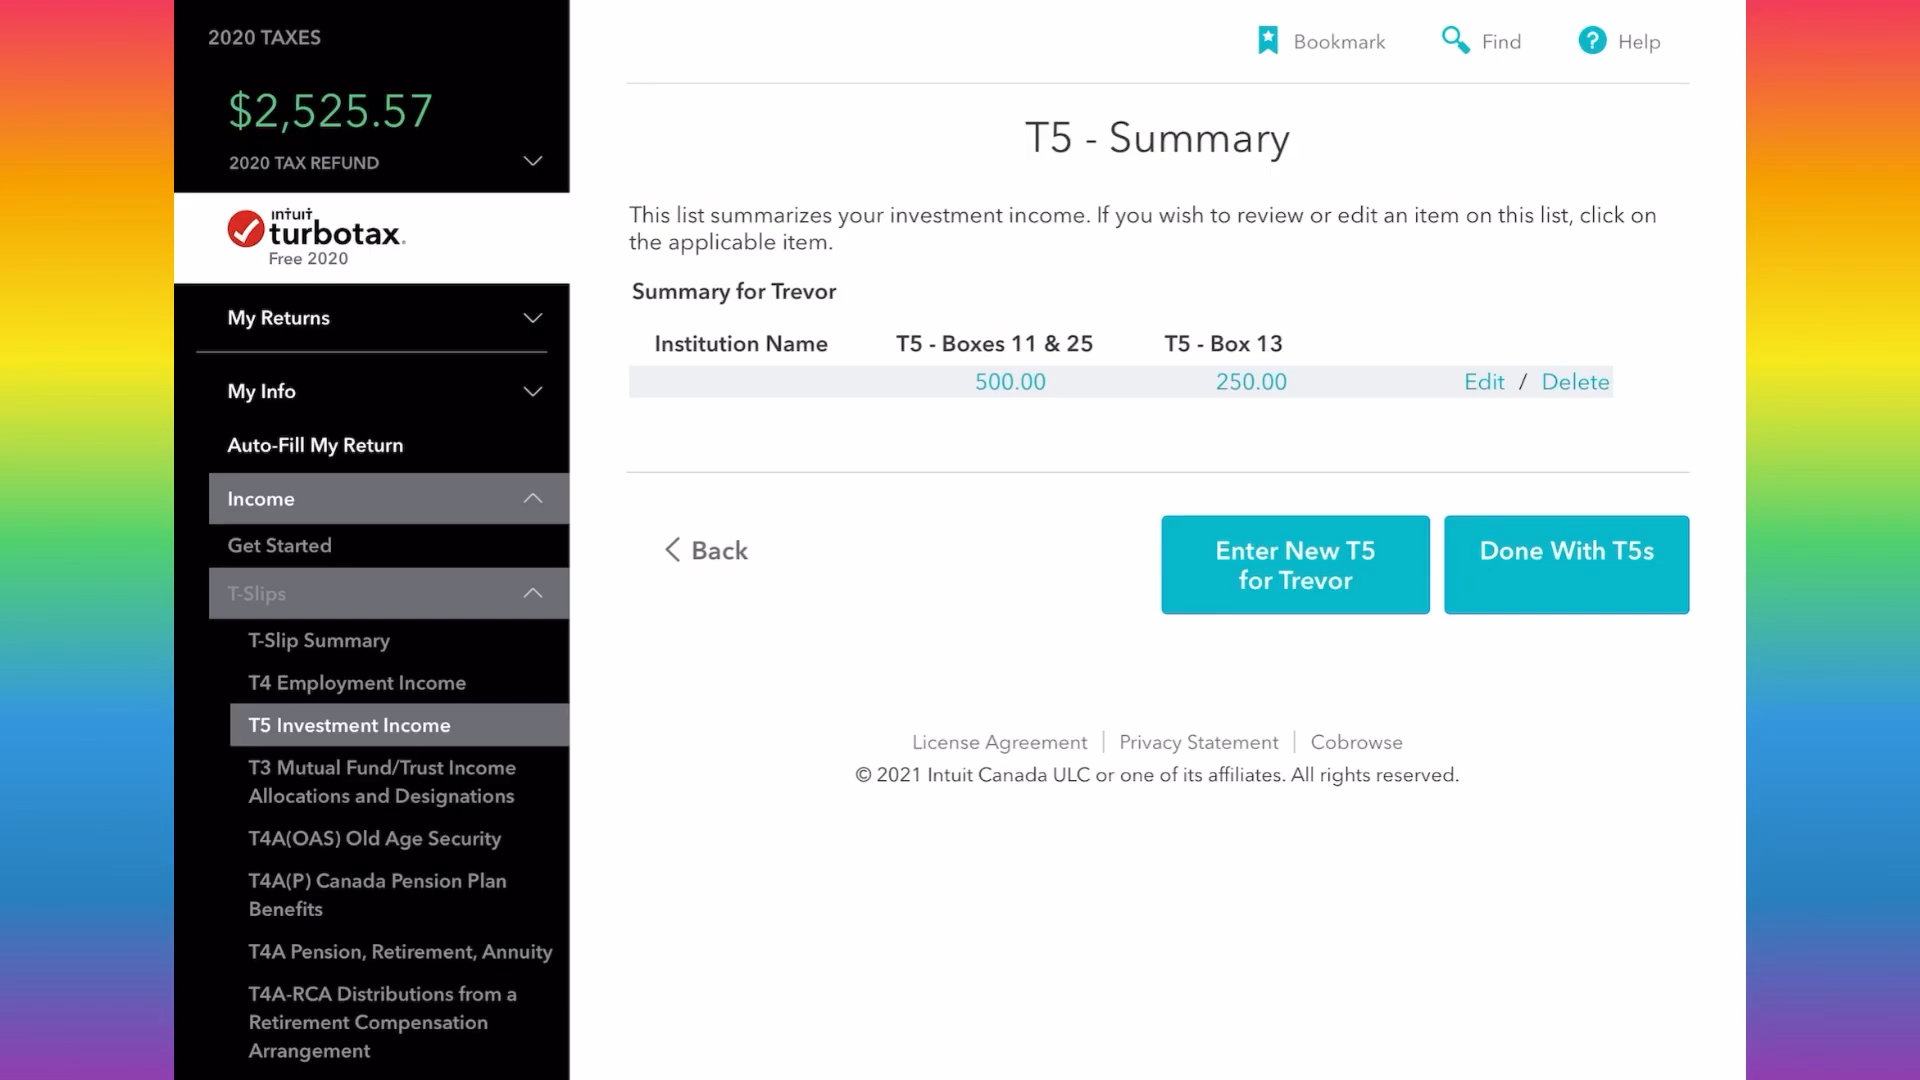 2020 TAXES
$2,525.57
2020 TAX REFUND
intuit
turbotax.
Free 2020
My Returns
My Info
Auto-Fill My Return
Income
Get Started
T-Slips
T-Slip Summary
T4 Employment Income
T5 Investment Income
T3 Mutual Fund/Trust Income
Allocations and Designations
T4A(OAS) Old Age Security
T4A(P) Canada Pension Plan
Benefits
T4A Pension, Retirement, Annuity
T4A-RCA Distributions from a
Retirement Compensation
Arrangement
Bookmark
Find
? Help
T5 - Summary
This list summarizes your investment income. If you wish to review or edit an item on this list, click on
the applicable item.
Summary for Trevor
Institution Name T5 - Boxes 11 & 25 T5 - Box 13
500.00 250.00 Edit / Delete
Back
Enter New T5
for Trevor
Done With T5s
License Agreement | Privacy Statement | Cobrowse
© 2021 Intuit Canada ULC or one of its affiliates. All rights reserved.